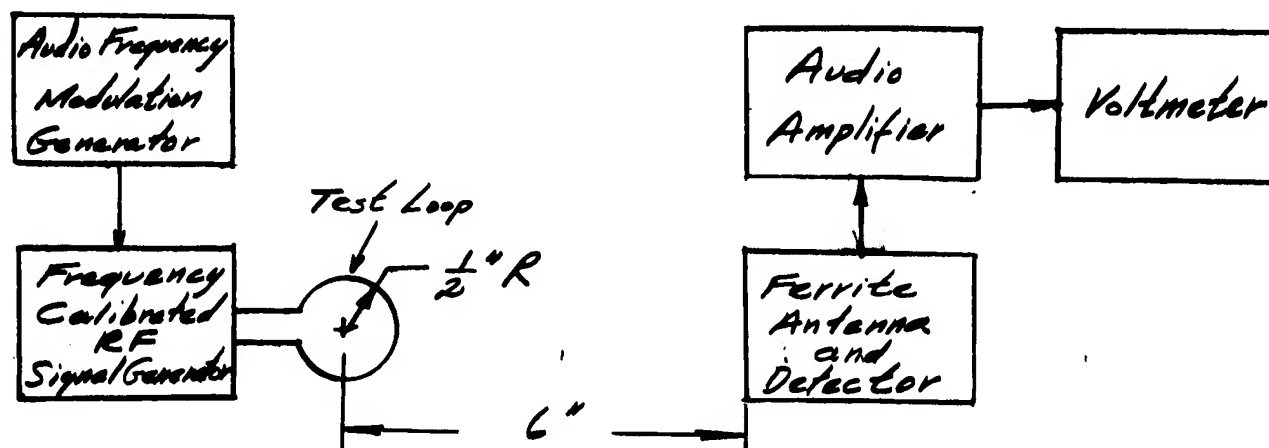 Audio Frequency
Modulation
Generator
Audio
Amplifier
Voltmeter
Test Loop
1/2" R
Frequency
Calibrated
RF
Signal Generator
Ferrite
Antenna
and
Detector
6"